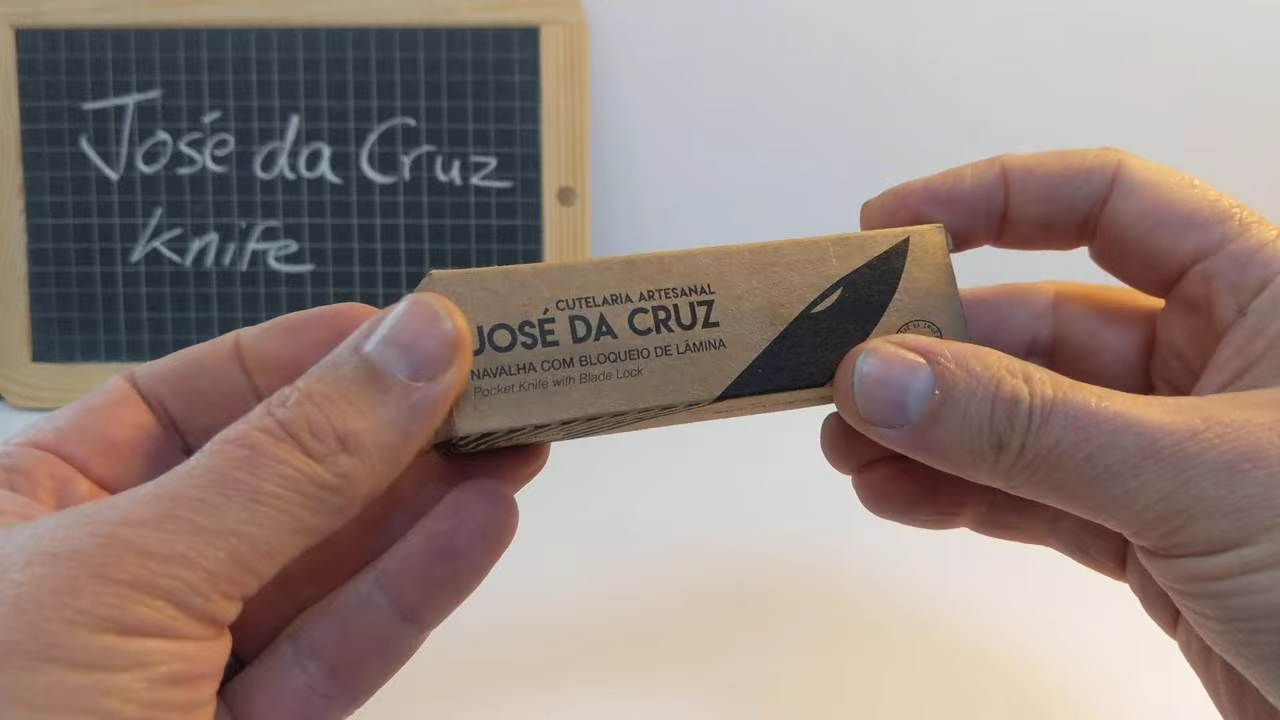 José da Cruz
knife
CUTELARIA ARTESANAL
JOSÉ DA CRUZ
NAVALHA COM BLOQUEIO DE LÂMINA
Pocket Knife with Blade Lock